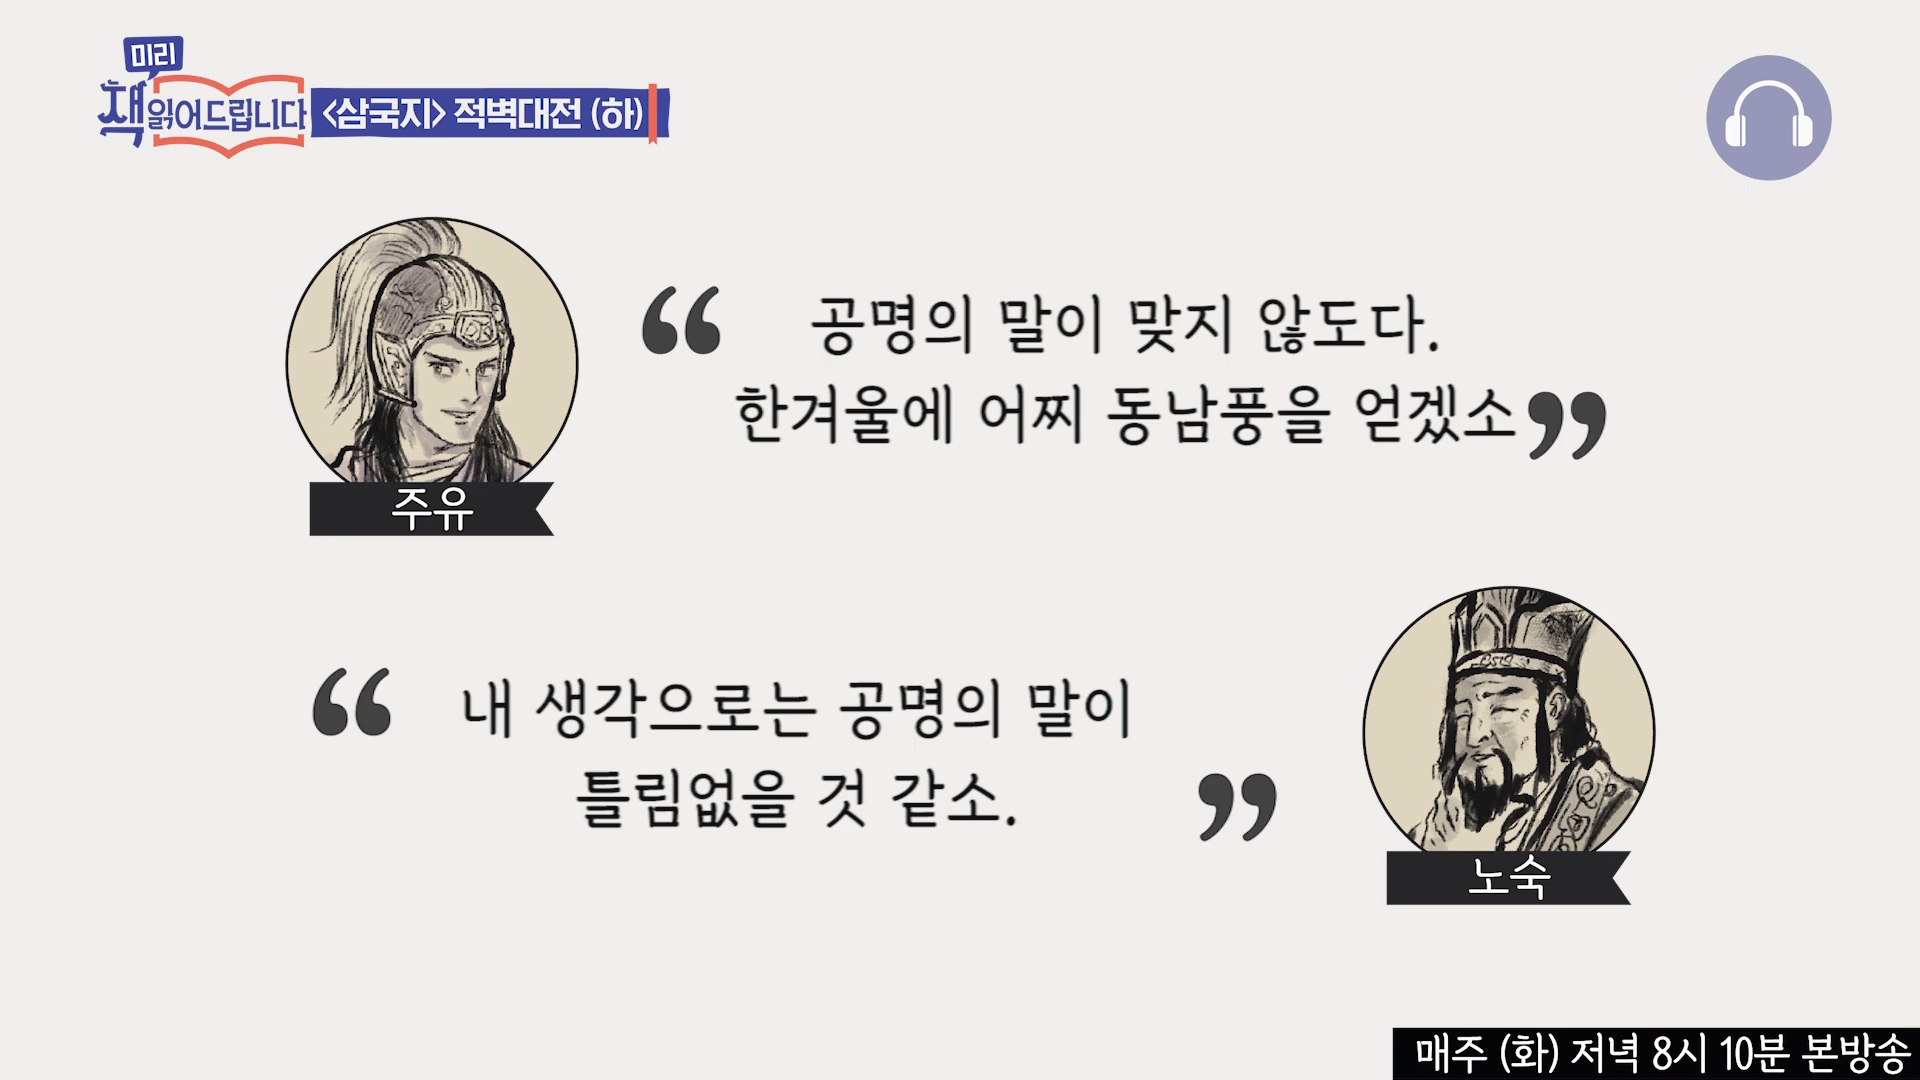 미리
책 읽어드립니다
<삼국지> 적벽대전 (하)
“ 공명의 말이 맞지 않도다.
한겨울에 어찌 동남풍을 얻겠소 ”
주유
“ 내 생각으로는 공명의 말이
틀림없을 것 같소. ”
노숙
매주 (화) 저녁 8시 10분 본방송